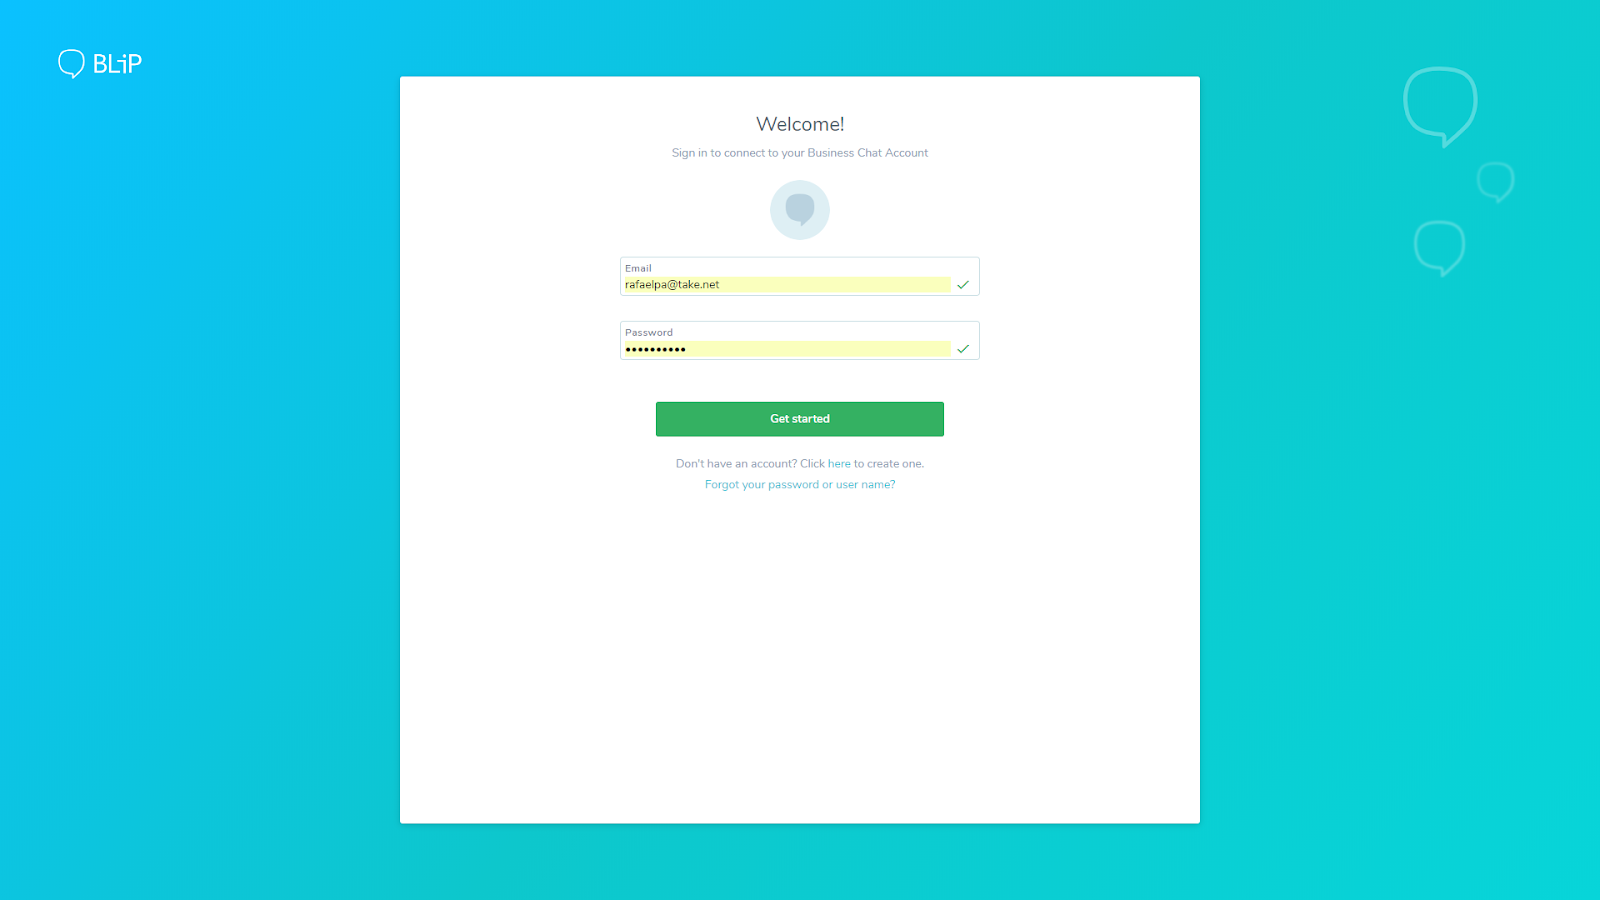 BLiP
Welcome!
Sign in to connect to your Business Chat Account
Email
rafaelpa@take.net
Password
••••••••••
Get started
Don't have an account? Click here to create one.
Forgot your password or user name?